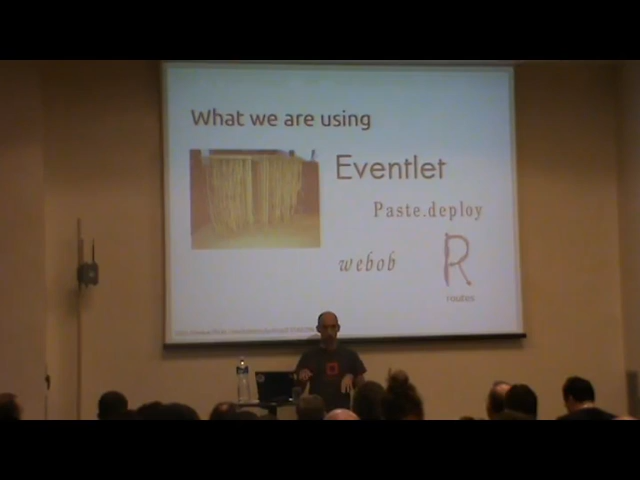 What we are using
Eventlet
Paste.deploy
webob
R
routes